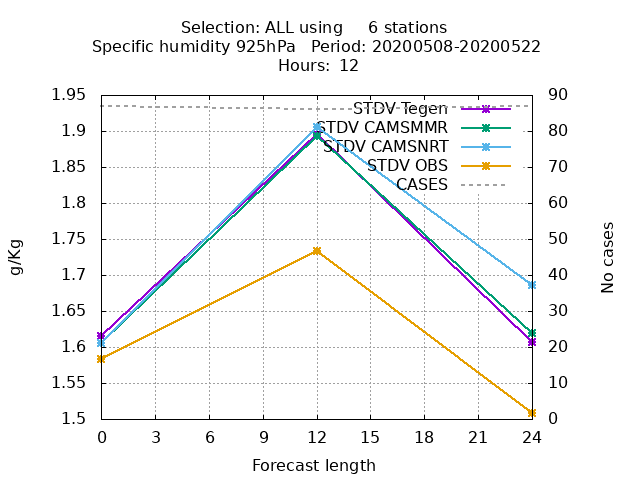 Selection: ALL using     6 stations
Specific humidity 925hPa   Period: 20200508-20200522
Hours:  12
1.95
1.9
1.85
1.8
1.75
1.7
1.65
1.6
1.55
1.5
g/Kg
90
80
70
60
50
40
30
20
10
0
No cases
STDV Tegen
STDV CAMSMMR
STDV CAMSNRT
STDV OBS
CASES
0 3 6 9 12 15 18 21 24
Forecast length